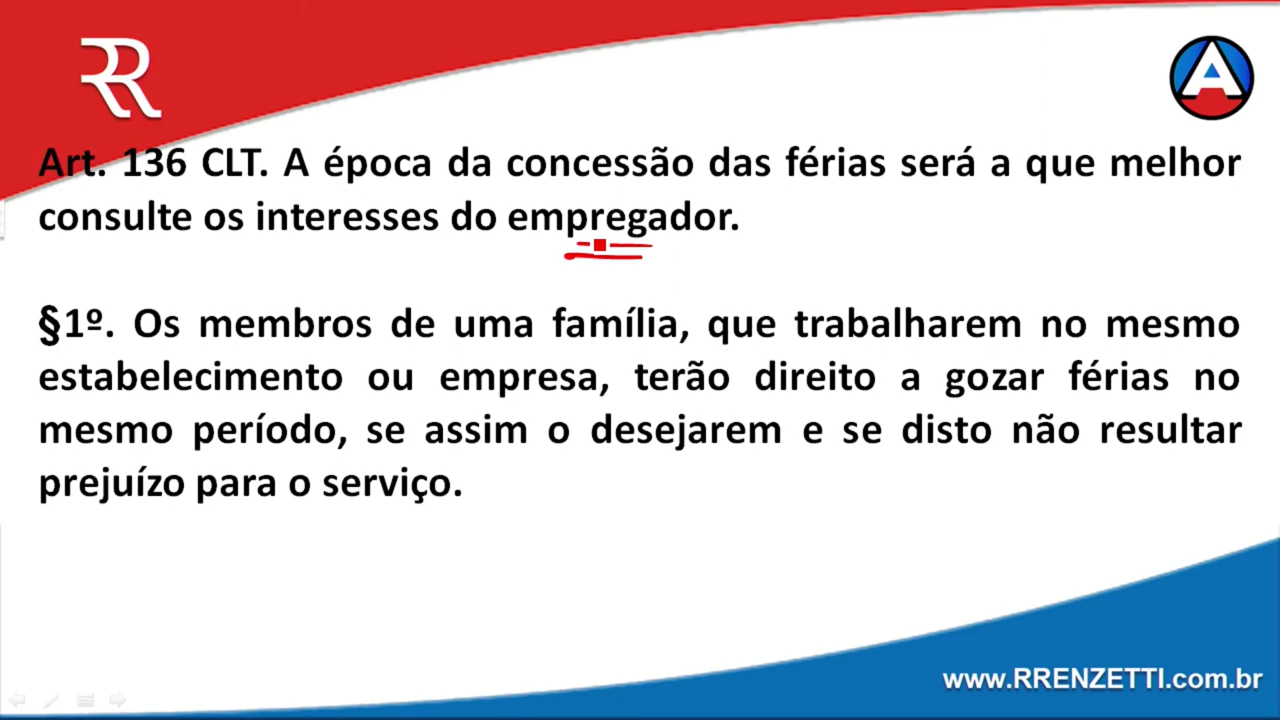 RR
A
Art. 136 CLT. A época da concessão das férias será a que melhor
consulte os interesses do empregador.
§1º. Os membros de uma família, que trabalharem no mesmo
estabelecimento ou empresa, terão direito a gozar férias no
mesmo período, se assim o desejarem e se disto não resultar
prejuízo para o serviço.
www.RRENZETTI.com.br